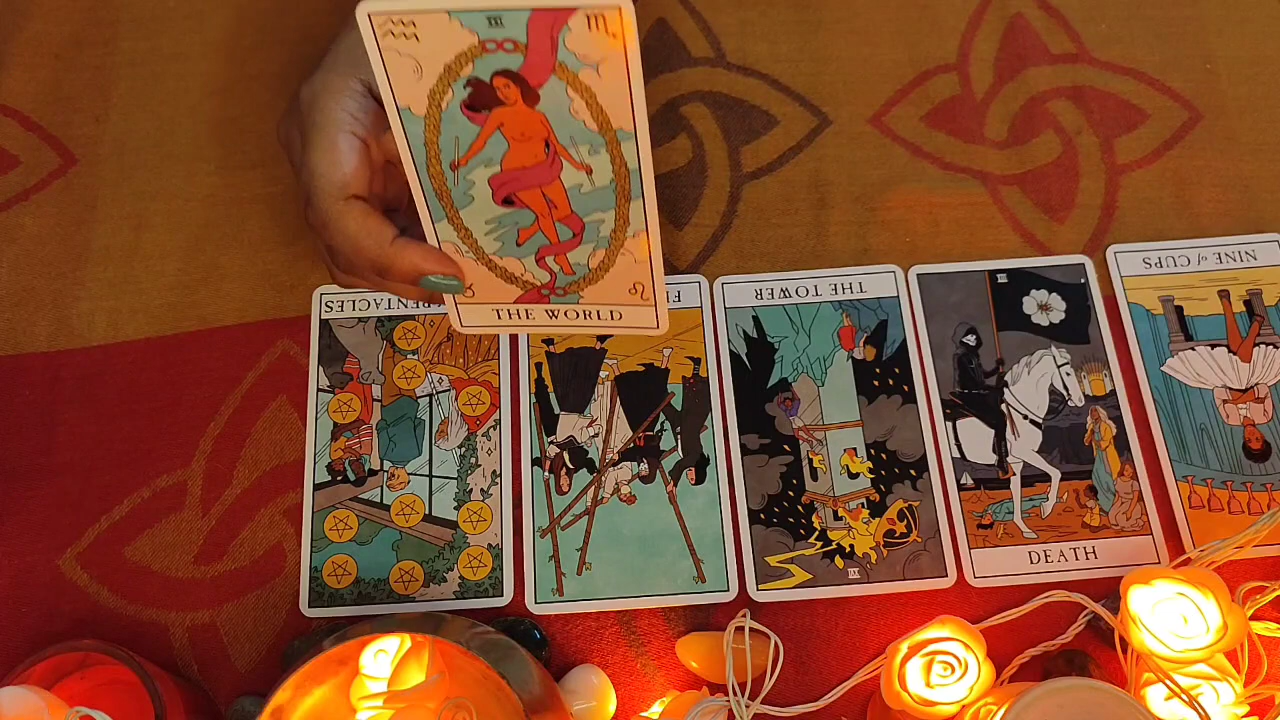 THE WORLD
PENTACLES
THE TOWER
DEATH
NINE of CUPS